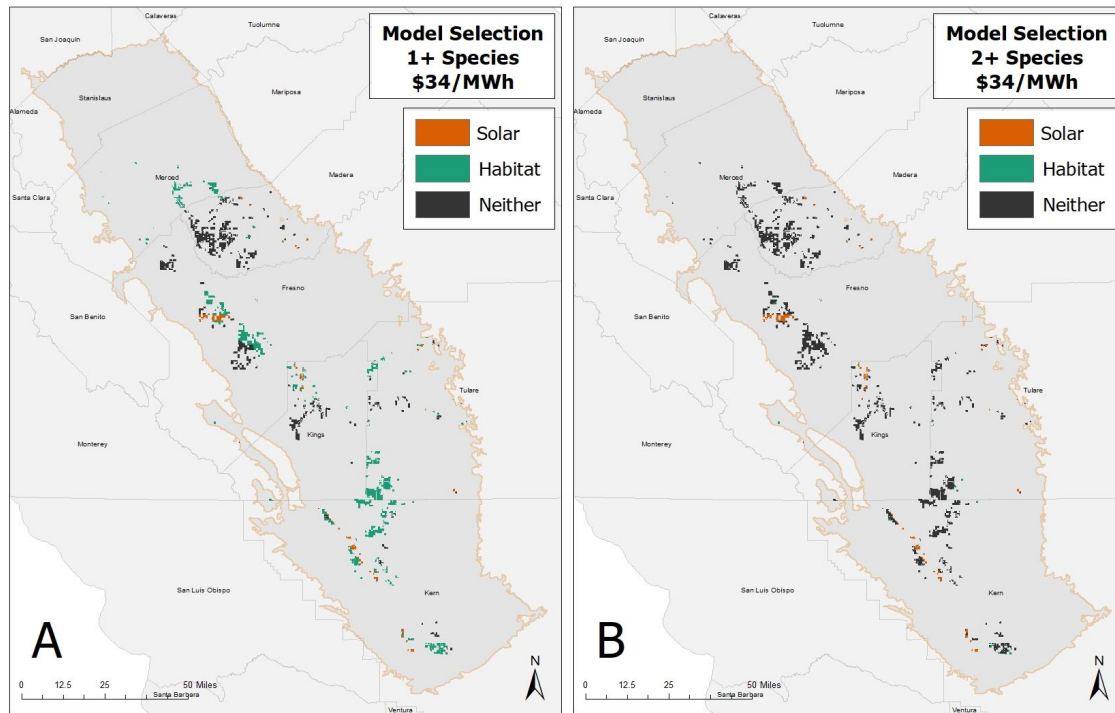 Calaveras
Tuolumne
San Joaquin
Model Selection
1+ Species
$34/MWh
Stanislaus
Mariposa
Alameda
Solar
Habitat
Neither
Merced
Madera
Santa Clara
Fresno
San Benito
Tulare
Monterey
Kings
San Luis Obispo
Kern
A
N
0 12.5 25 50 Miles
Santa Barbara
Ventura
Calaveras
Tuolumne
San Joaquin
Model Selection
2+ Species
$34/MWh
Stanislaus
Mariposa
Alameda
Solar
Habitat
Neither
Merced
Madera
Santa Clara
Fresno
San Benito
Tulare
Monterey
Kings
San Luis Obispo
Kern
B
N
0 12.5 25 50 Miles
Santa Barbara
Ventura